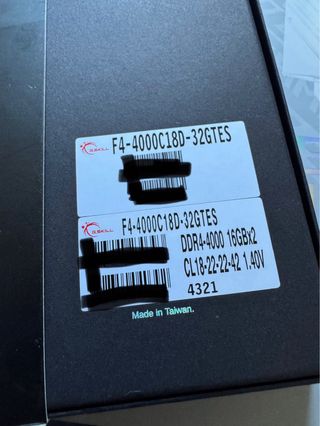 G.SKILL
F4-4000C18D-32GTES
G.SKILL
F4-4000C18D-32GTES
DDR4-4000 16GBx2
CL18-22-22-42 1.40V
4321
Made in Taiwan.